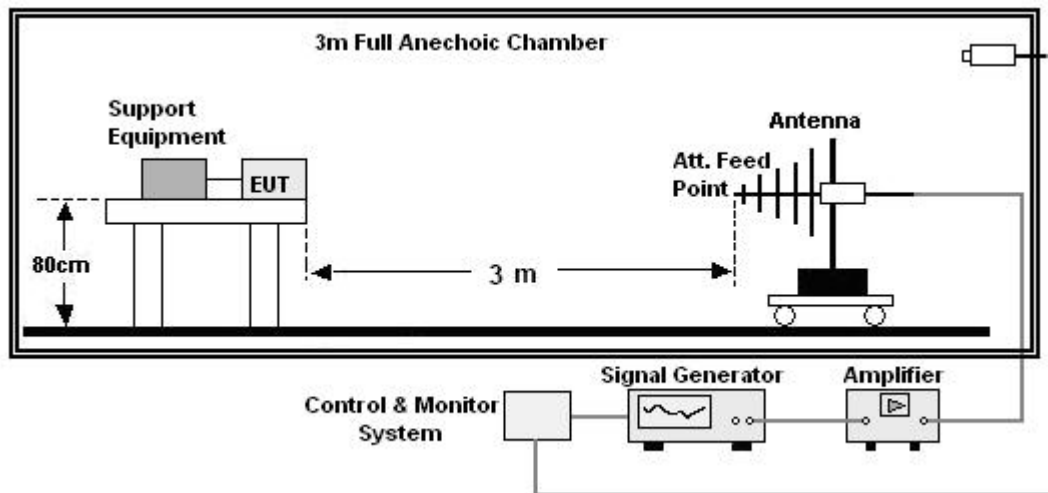 3m Full Anechoic Chamber
Support
Equipment
EUT
80cm
3 m
Antenna
Att. Feed
Point
Signal Generator
Amplifier
Control & Monitor
System